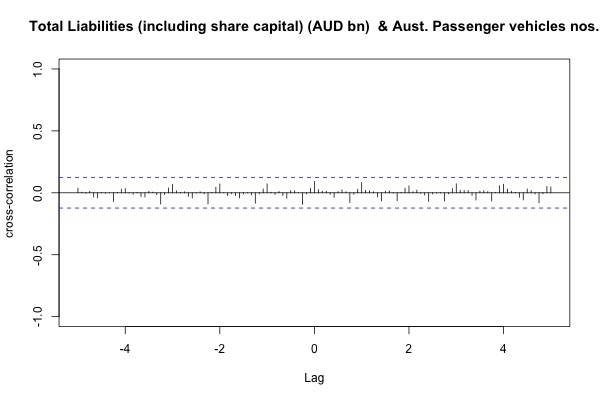 Total Liabilities (including share capital) (AUD bn)  & Aust. Passenger vehicles nos.
1.0
0.5
0.0
-0.5
-1.0
cross-correlation
-4 -2 0 2 4
Lag